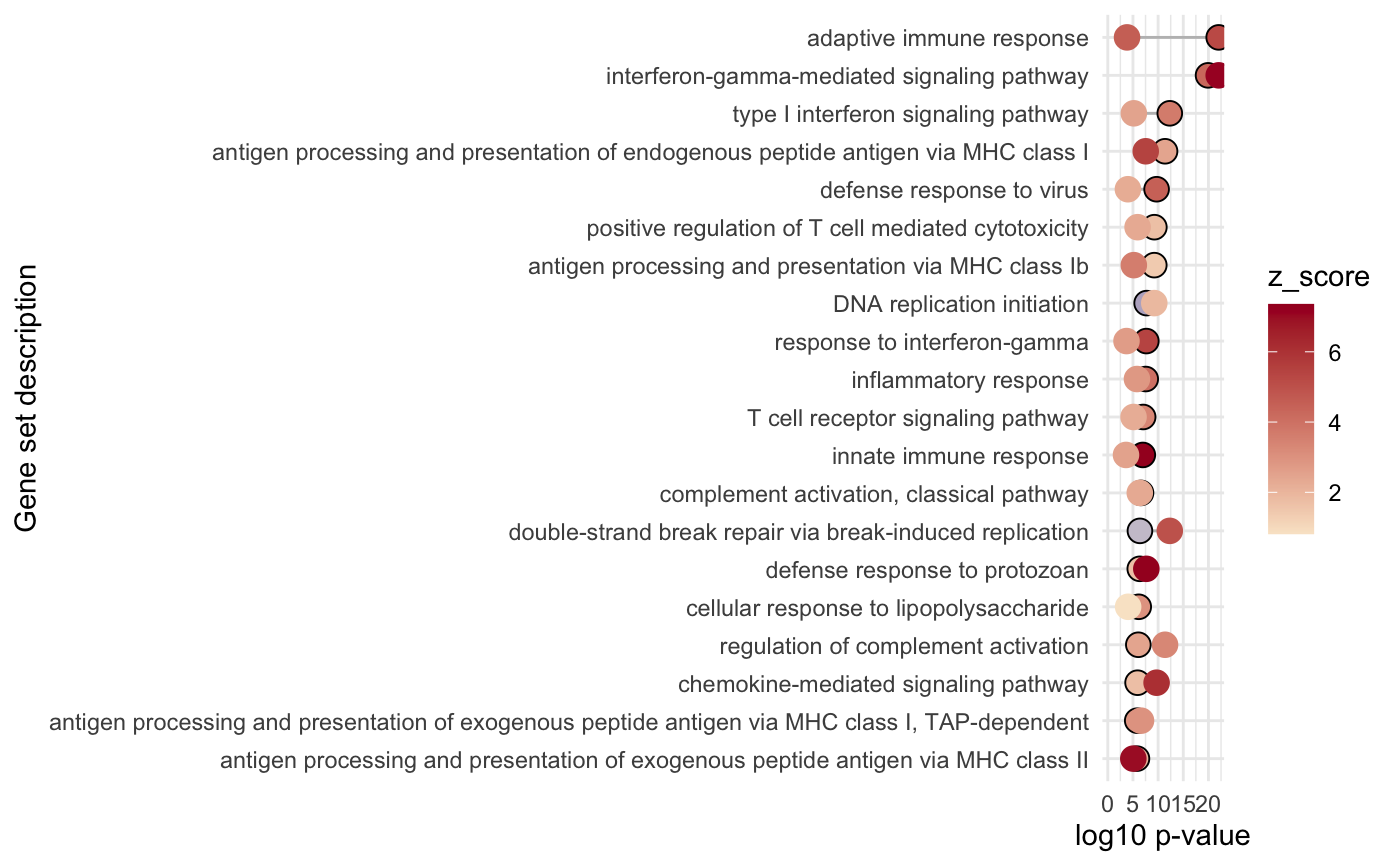 adaptive immune response
interferon-gamma-mediated signaling pathway
type I interferon signaling pathway
antigen processing and presentation of endogenous peptide antigen via MHC class I
defense response to virus
positive regulation of T cell mediated cytotoxicity
antigen processing and presentation via MHC class Ib
DNA replication initiation
response to interferon-gamma
inflammatory response
T cell receptor signaling pathway
innate immune response
complement activation, classical pathway
double-strand break repair via break-induced replication
defense response to protozoan
cellular response to lipopolysaccharide
regulation of complement activation
chemokine-mediated signaling pathway
antigen processing and presentation of exogenous peptide antigen via MHC class I, TAP-dependent
antigen processing and presentation of exogenous peptide antigen via MHC class II
0 5 10 15 20
log10 p-value
Gene set description
z_score
6
4
2